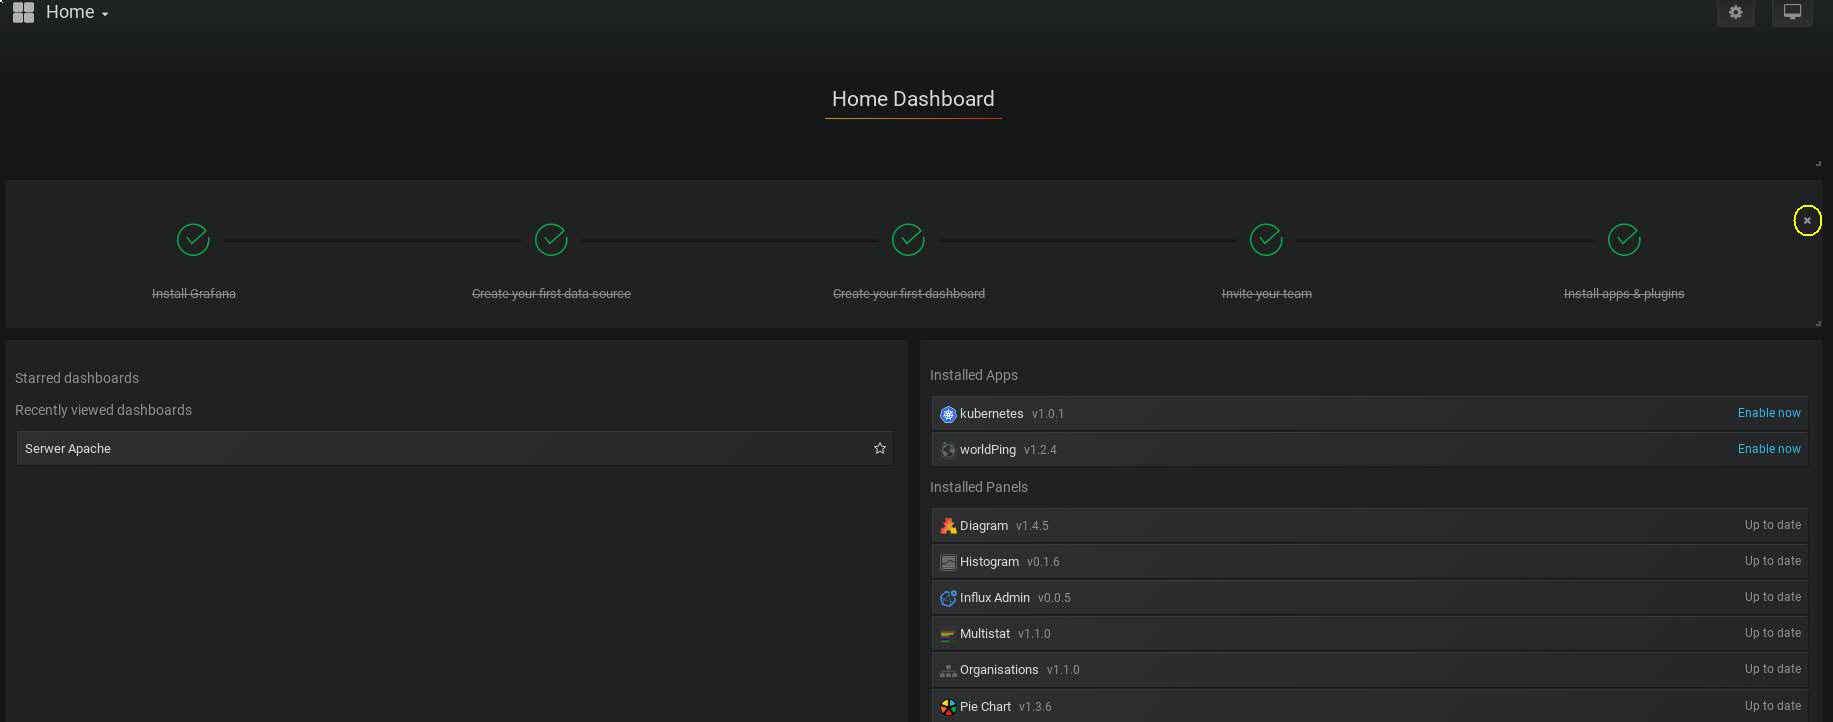 Home
Home Dashboard
Install Grafana
Create your first data source
Create your first dashboard
Invite your team
Install apps & plugins
Starred dashboards
Recently viewed dashboards
Serwer Apache
Installed Apps
kubernetes v1.0.1 Enable now
worldPing v1.2.4 Enable now
Installed Panels
Diagram v1.4.5 Up to date
Histogram v0.1.6 Up to date
Influx Admin v0.0.5 Up to date
Multistat v1.1.0 Up to date
Organisations v1.1.0 Up to date
Pie Chart v1.3.6 Up to date